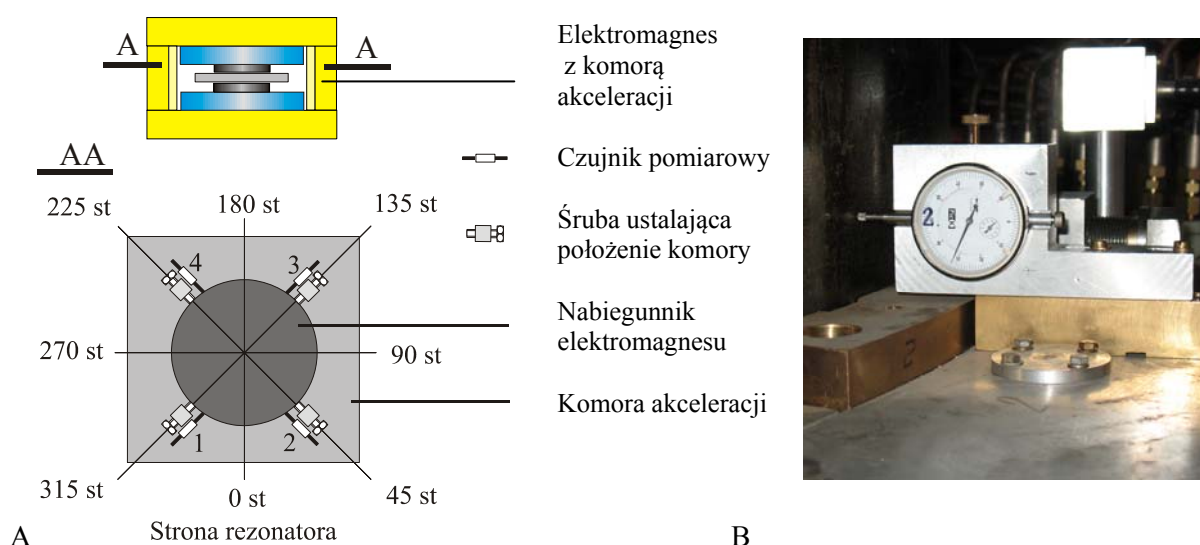 A
A
Elektromagnes
z komorą
akceleracji
AA
Czujnik pomiarowy
225 st
180 st
135 st
Śruba ustalająca
położenie komory
4
3
Nabiegunnik
elektromagnesu
270 st
90 st
Komora akceleracji
1
2
315 st
0 st
45 st
Strona rezonatora
A
B
2
2